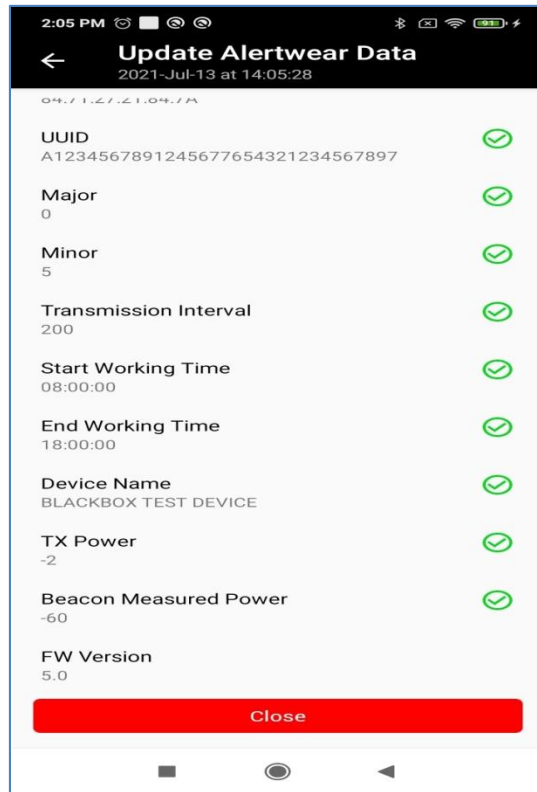 2:05 PM
91
Update Alertwear Data
2021-Jul-13 at 14:05:28
UUID
A1234567891245677654321234567897
Major
0
Minor
5
Transmission Interval
200
Start Working Time
08:00:00
End Working Time
18:00:00
Device Name
BLACKBOX TEST DEVICE
TX Power
-2
Beacon Measured Power
-60
FW Version
5.0
Close